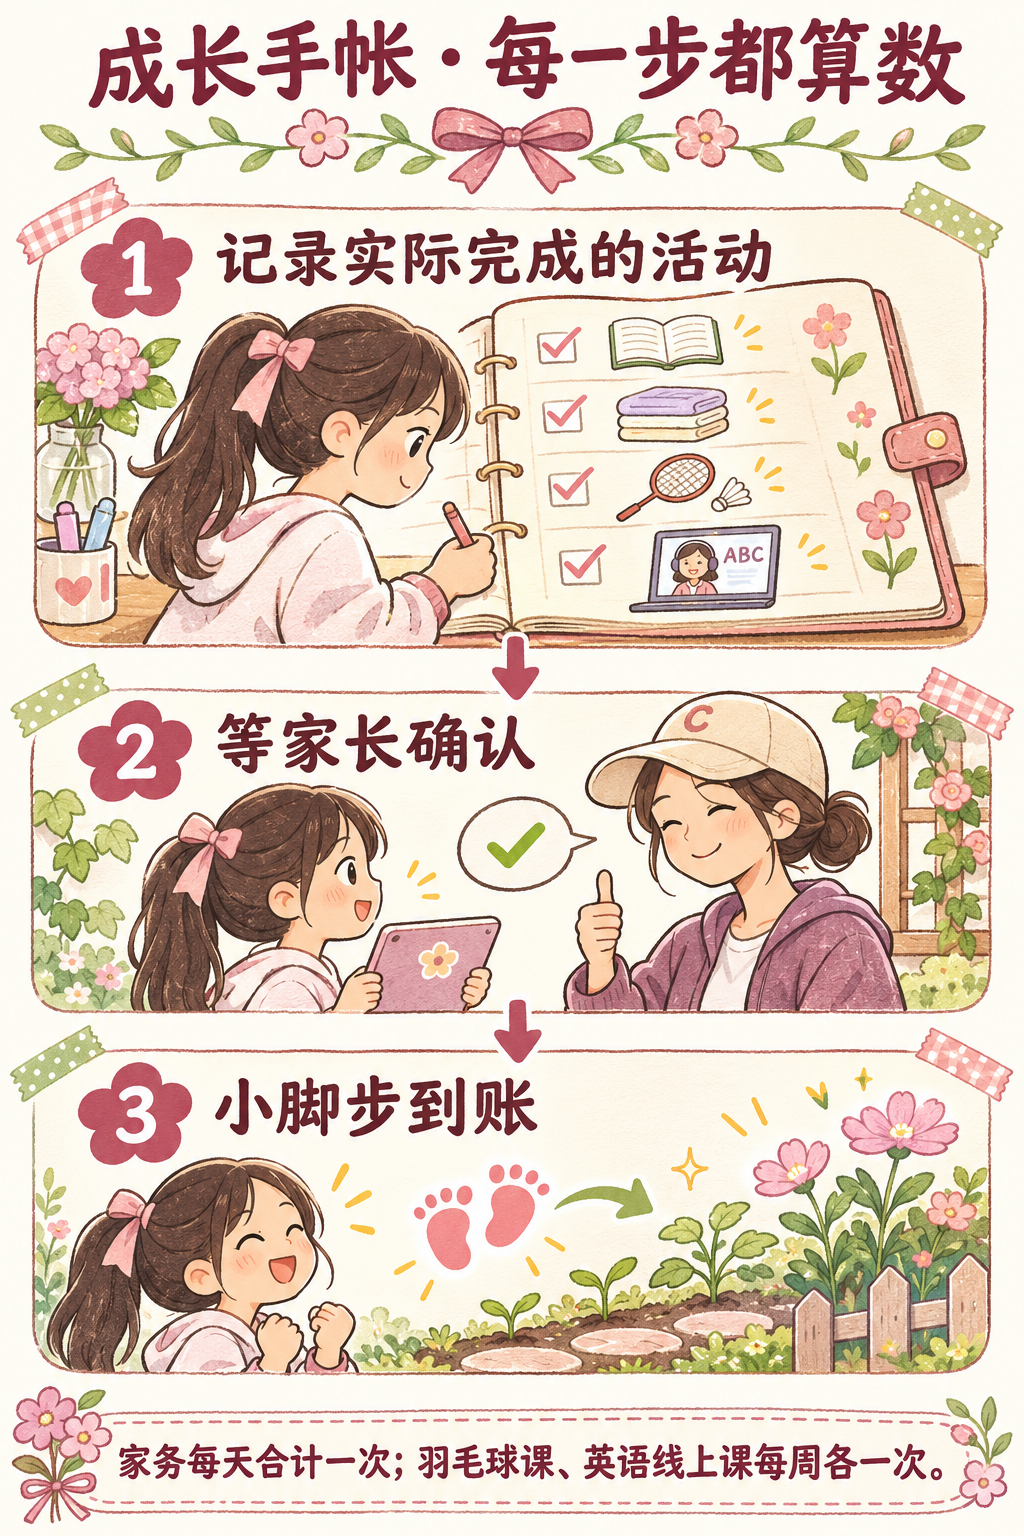 成长手帐·每一步都算数
1 记录实际完成的活动
ABC
2 等家长确认
C
3 小脚步到账
家务每天合计一次；羽毛球课、英语线上课每周各一次。